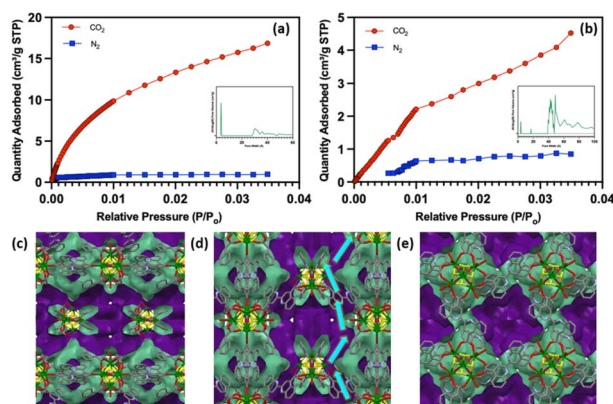 (a)
CO₂
N₂
Quantity Adsorbed (cm³/g STP)
20
15
10
5
0
0.00
0.01
0.02
0.03
0.04
Relative Pressure (P/Pₒ)
(b)
CO₂
N₂
Quantity Adsorbed (cm³/g STP)
5
4
3
2
1
0
0.00
0.01
0.02
0.03
0.04
Relative Pressure (P/Pₒ)
(c)
(d)
(e)